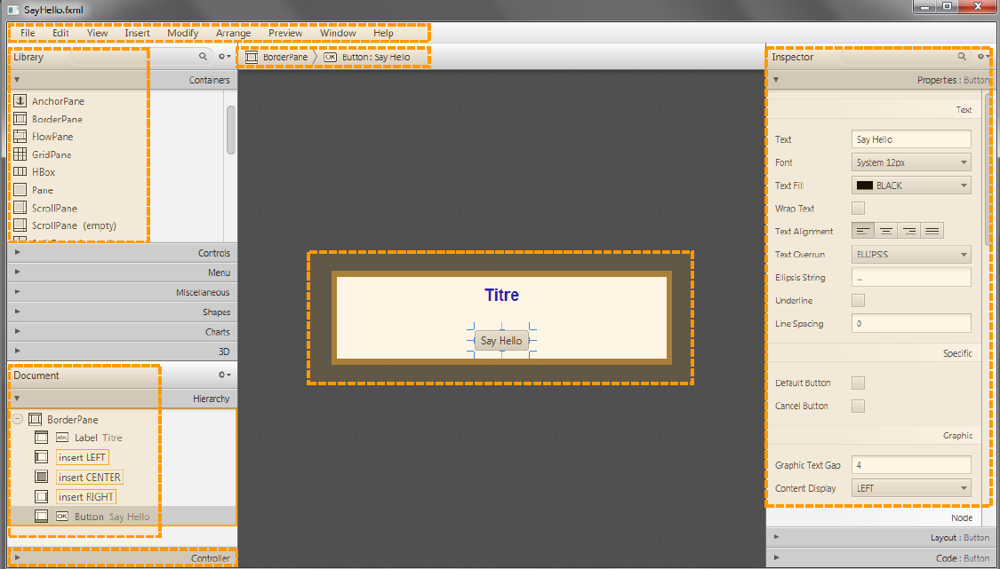 SayHello.fxml
File Edit View Insert Modify Arrange Preview Window Help
Library
BorderPane Button : Say Hello
Inspector
Containers
AnchorPane
BorderPane
FlowPane
GridPane
HBox
Pane
ScrollPane
ScrollPane (empty)
Controls
Menu
Miscellaneous
Shapes
Charts
3D
Document
Hierarchy
BorderPane
abc Label Titre
insert LEFT
insert CENTER
insert RIGHT
OK Button Say Hello
Controller
Titre
Say Hello
Properties : Button
Text
Text Say Hello
Font System 12px
Text Fill BLACK
Wrap Text
Text Alignment
Text Overrun ELLIPSIS
Ellipsis String ...
Underline
Line Spacing 0
Specific
Default Button
Cancel Button
Graphic
Graphic Text Gap 4
Content Display LEFT
Node
Layout : Button
Code : Button